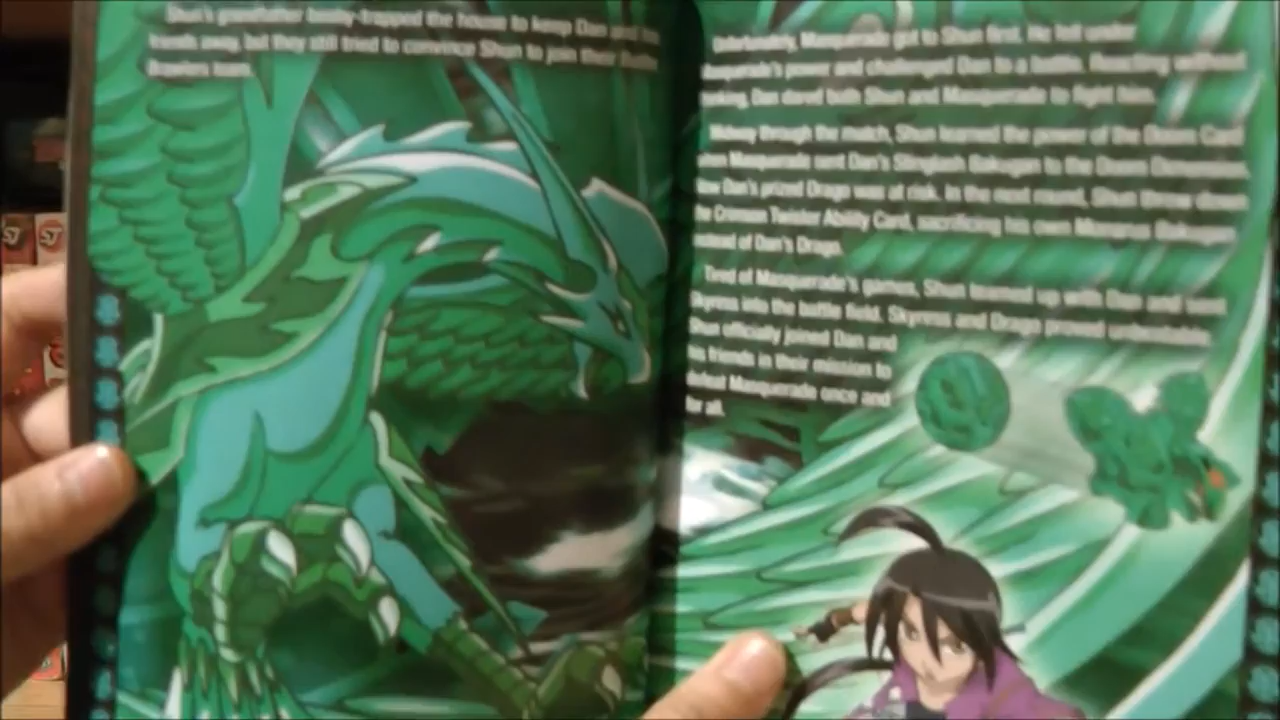 Shun's grandfather booby-trapped the house to keep Dan and his
friends away, but they still tried to convince Shun to join their Battle
Brawlers team.
Unfortunately, Masquerade got to Shun first. He fell under
Masquerade's power and challenged Dan to a battle. Reacting without
thinking, Dan dared both Shun and Masquerade to fight him.
Midway through the match, Shun learned the power of the Doom Card
when Masquerade sent Dan's Stinglash Bakugan to the Doom Dimension.
Now Dan's prized Drago was at risk. In the next round, Shun threw down
the Crimson Twister Ability Card, sacrificing his own Monarus Bakugan
instead of Dan's Drago.
Tired of Masquerade's games, Shun teamed up with Dan and sent
Skyress into the battle field. Skyress and Drago proved unbeatable.
Shun officially joined Dan and
his friends in their mission to
defeat Masquerade once and
for all.